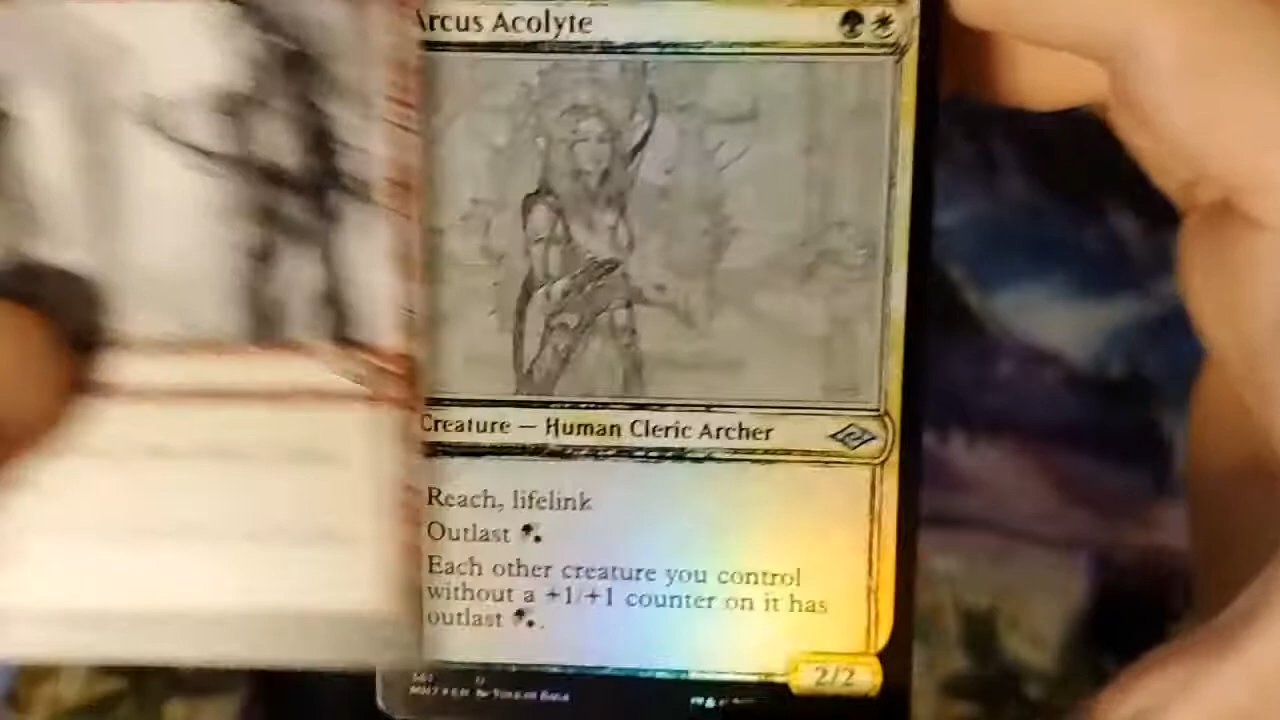 Arcus Acolyte
Creature — Human Cleric Archer
Reach, lifelink
Outlast
Each other creature you control
without a +1/+1 counter on it has
outlast .
2/2